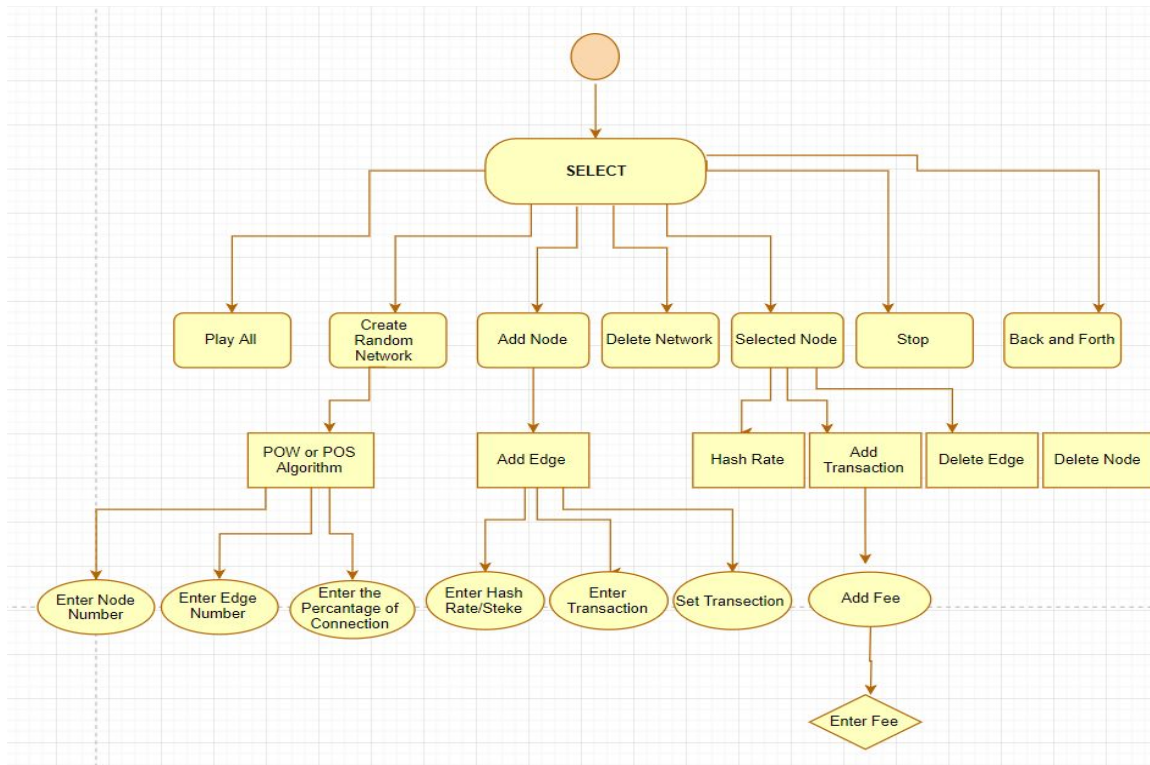 SELECT
Play All
Create
Random
Network
Add Node
Delete Network
Selected Node
Stop
Back and Forth
POW or POS
Algorithm
Add Edge
Hash Rate
Add
Transaction
Delete Edge
Delete Node
Enter Node
Number
Enter Edge
Number
Enter the
Percantage of
Connection
Enter Hash
Rate/Steke
Enter
Transaction
Set Transection
Add Fee
Enter Fee